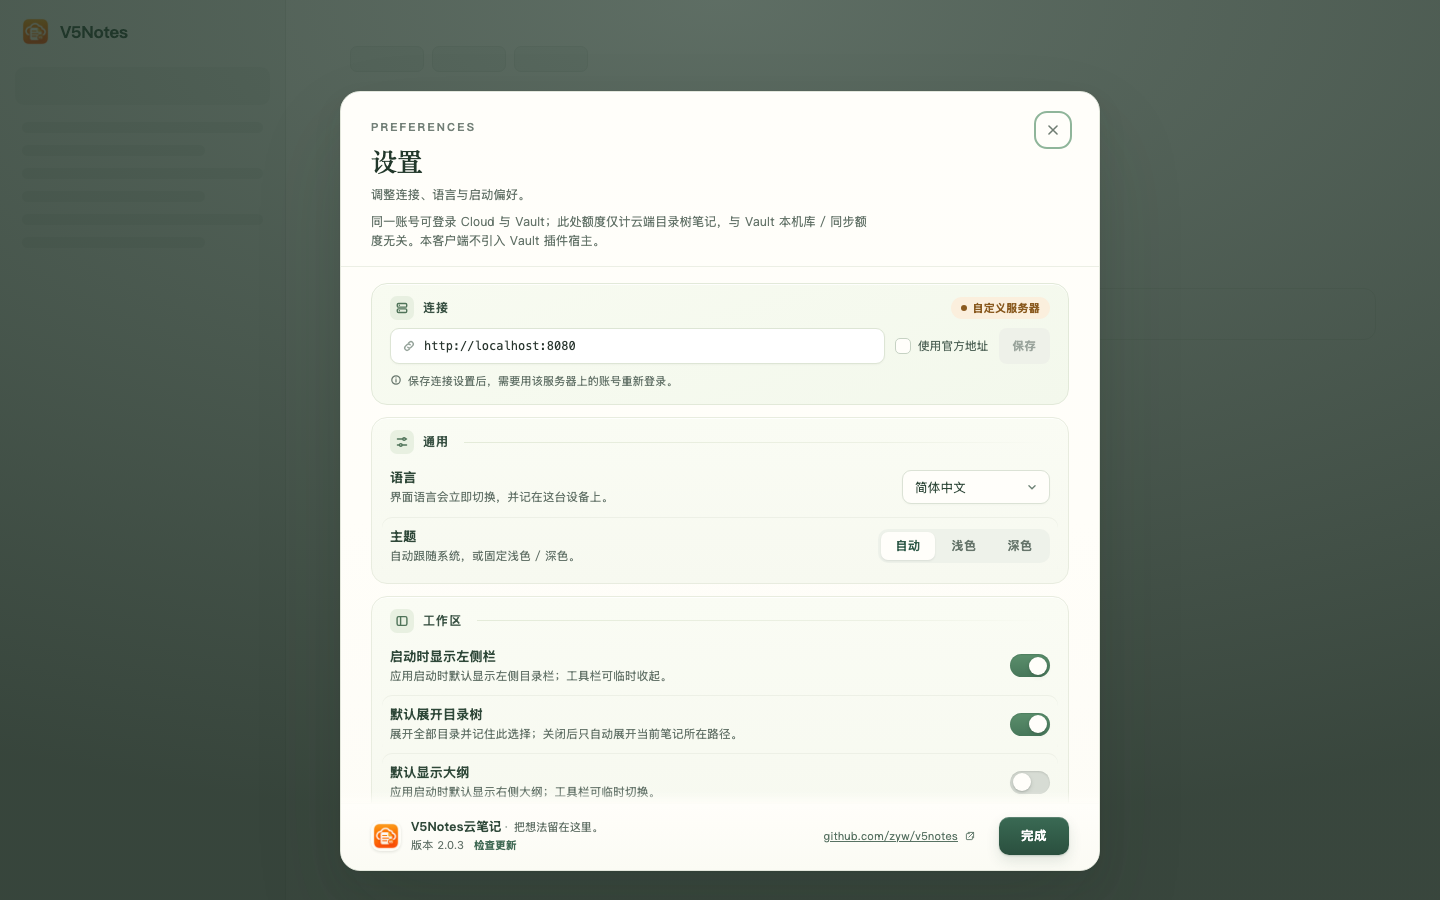 V5Notes
PREFERENCES
设置
调整连接、语言与启动偏好。
同一账号可登录 Cloud 与 Vault；此处额度仅计云端目录树笔记，与 Vault 本机库 / 同步额
度无关。本客户端不引入 Vault 插件宿主。
连接
自定义服务器
http://localhost:8080
使用官方地址
保存
保存连接设置后，需要用该服务器上的账号重新登录。
通用
语言
界面语言会立即切换，并记在这台设备上。
简体中文
主题
自动跟随系统，或固定浅色 / 深色。
自动
浅色
深色
工作区
启动时显示左侧栏
应用启动时默认显示左侧目录栏；工具栏可临时收起。
默认展开目录树
展开全部目录并记住此选择；关闭后只自动展开当前笔记所在路径。
默认显示大纲
应用启动时默认显示右侧大纲；工具栏可临时切换。
V5Notes云笔记 · 把想法留在这里。
版本 2.0.3 检查更新
github.com/zyw/v5notes
完成